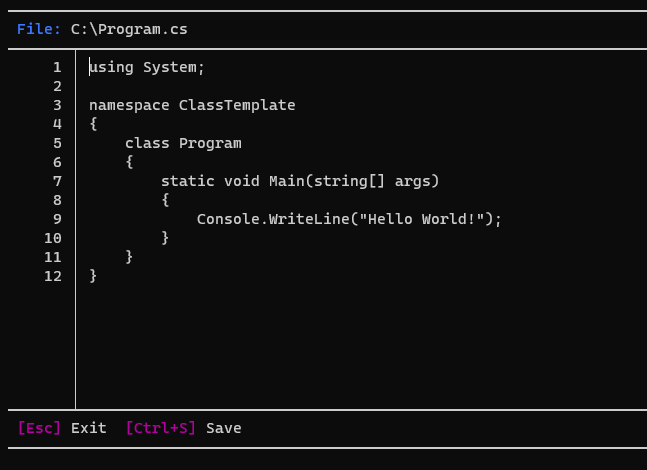 File: C:\Program.cs
1 using System;
2
3 namespace ClassTemplate
4 {
5     class Program
6     {
7         static void Main(string[] args)
8         {
9             Console.WriteLine("Hello World!");
10         }
11     }
12 }
[Esc] Exit  [Ctrl+S] Save